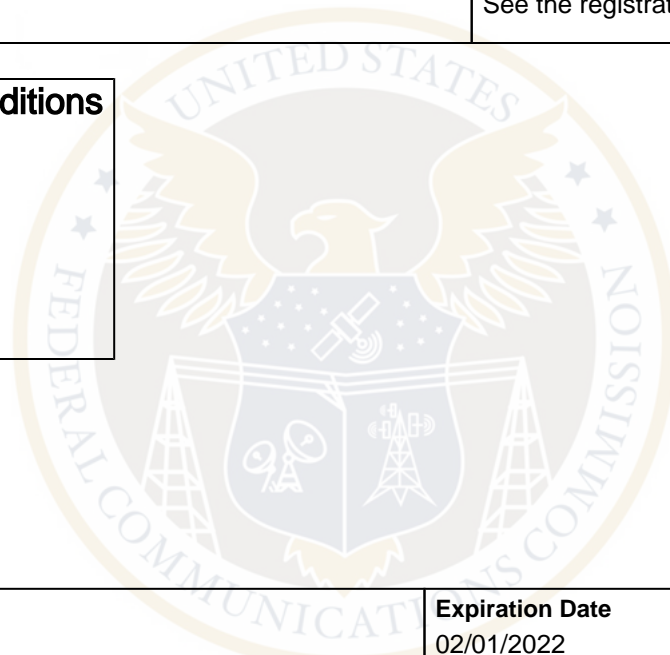 See the registrat
ditions
UNITED STATES
FEDERAL COMMUNICATIONS COMMISSION
Expiration Date
02/01/2022